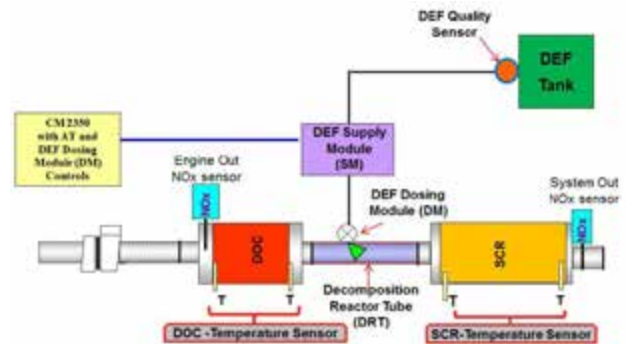 DEF Quality
Sensor
DEF
Tank
CM2350
with AT and
DEF Dosing
Module (DM)
Controls
DEF Supply
Module
(SM)
Engine Out
NOx sensor
NOx
DEF Dosing
Module (DM)
System Out
NOx sensor
NOx
DOC
SCR
T
T
Decomposition
Reactor Tube
(DRT)
T
T
DOC -Temperature Sensor
SCR-Temperature Sensor